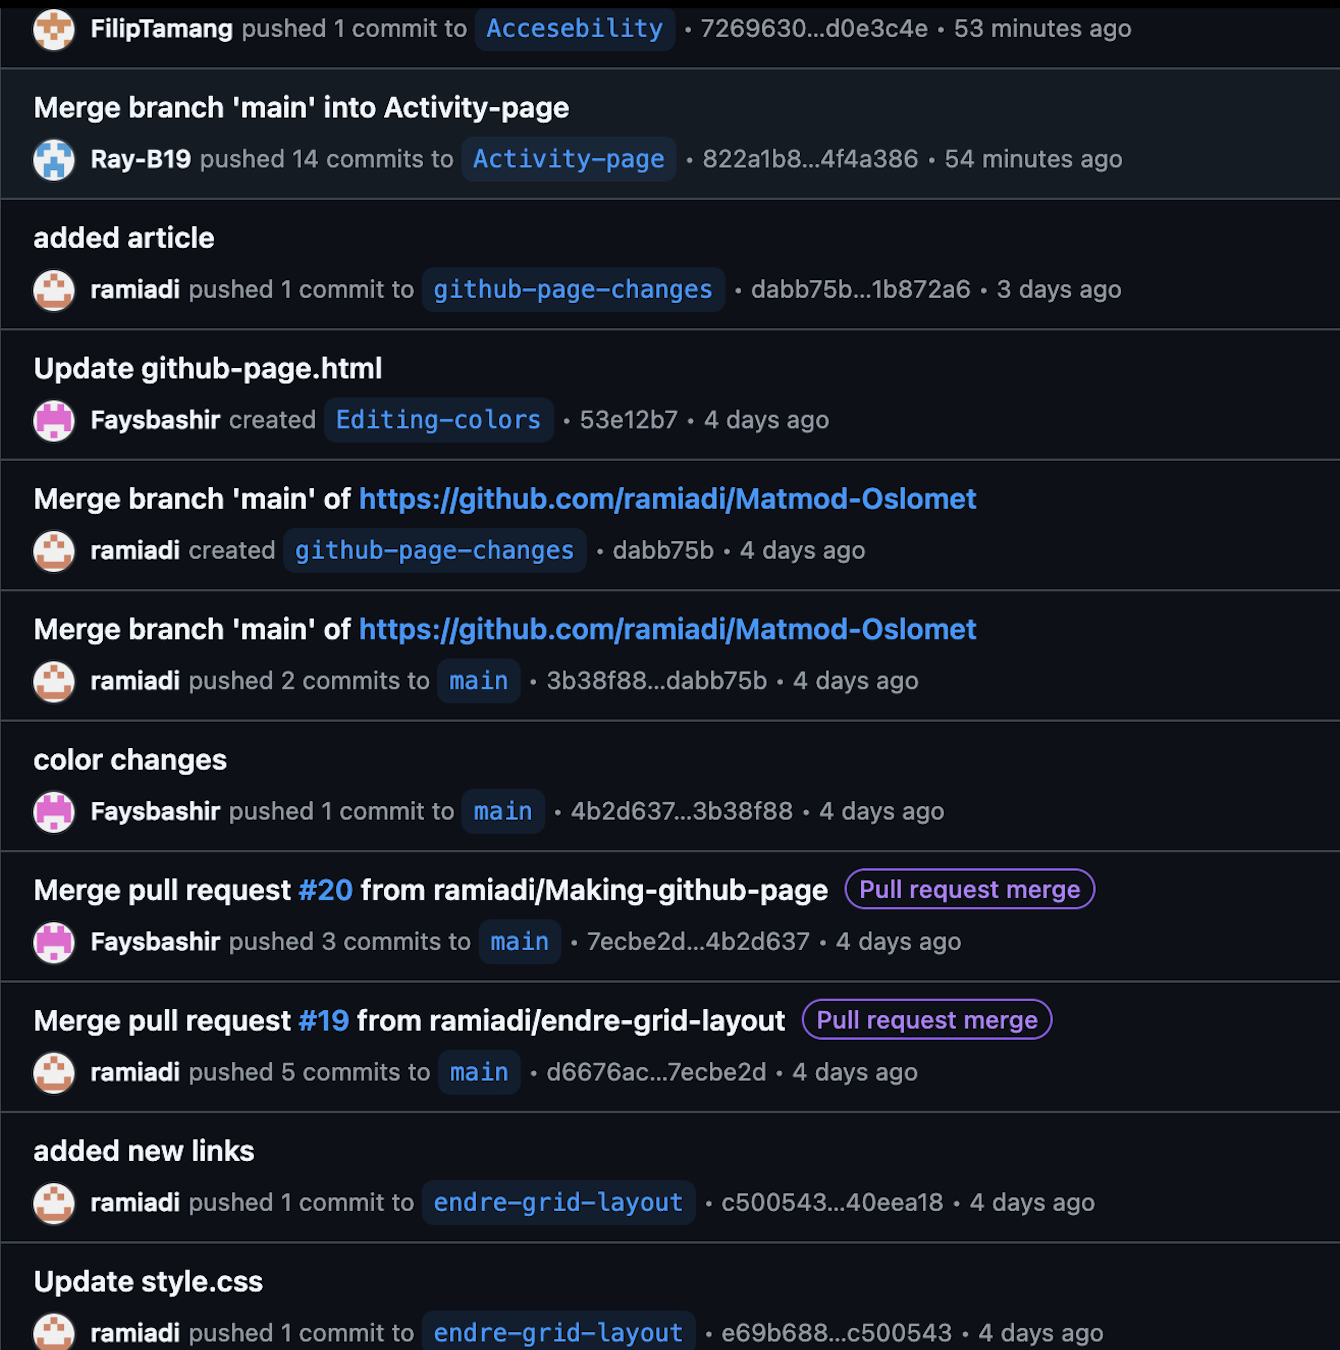 FilipTamang pushed 1 commit to Accesebility • 7269630...d0e3c4e • 53 minutes ago
Merge branch 'main' into Activity-page
Ray-B19 pushed 14 commits to Activity-page • 822a1b8...4f4a386 • 54 minutes ago
added article
ramiadi pushed 1 commit to github-page-changes • dabb75b...1b872a6 • 3 days ago
Update github-page.html
Faysbashir created Editing-colors • 53e12b7 • 4 days ago
Merge branch 'main' of https://github.com/ramiadi/Matmod-Oslomet
ramiadi created github-page-changes • dabb75b • 4 days ago
Merge branch 'main' of https://github.com/ramiadi/Matmod-Oslomet
ramiadi pushed 2 commits to main • 3b38f88...dabb75b • 4 days ago
color changes
Faysbashir pushed 1 commit to main • 4b2d637...3b38f88 • 4 days ago
Merge pull request #20 from ramiadi/Making-github-page Pull request merge
Faysbashir pushed 3 commits to main • 7ecbe2d...4b2d637 • 4 days ago
Merge pull request #19 from ramiadi/endre-grid-layout Pull request merge
ramiadi pushed 5 commits to main • d6676ac...7ecbe2d • 4 days ago
added new links
ramiadi pushed 1 commit to endre-grid-layout • c500543...40eea18 • 4 days ago
Update style.css
ramiadi pushed 1 commit to endre-grid-layout • e69b688...c500543 • 4 days ago